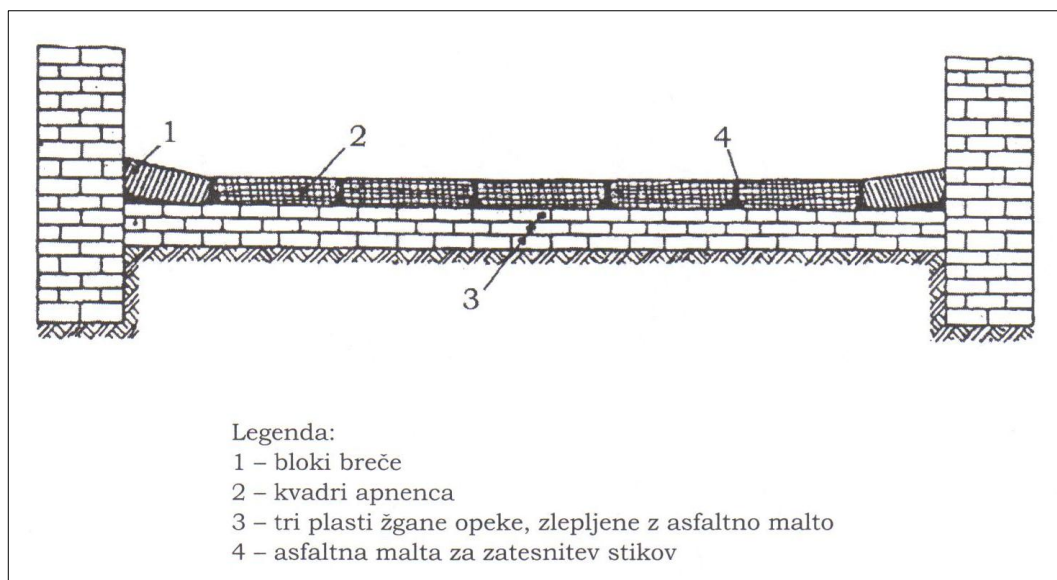 1
2
4
3
Legenda:
1 – bloki breče
2 – kvadri apnenca
3 – tri plasti žgane opeke, zlepljene z asfaltno malto
4 – asfaltna malta za zatesnitev stikov